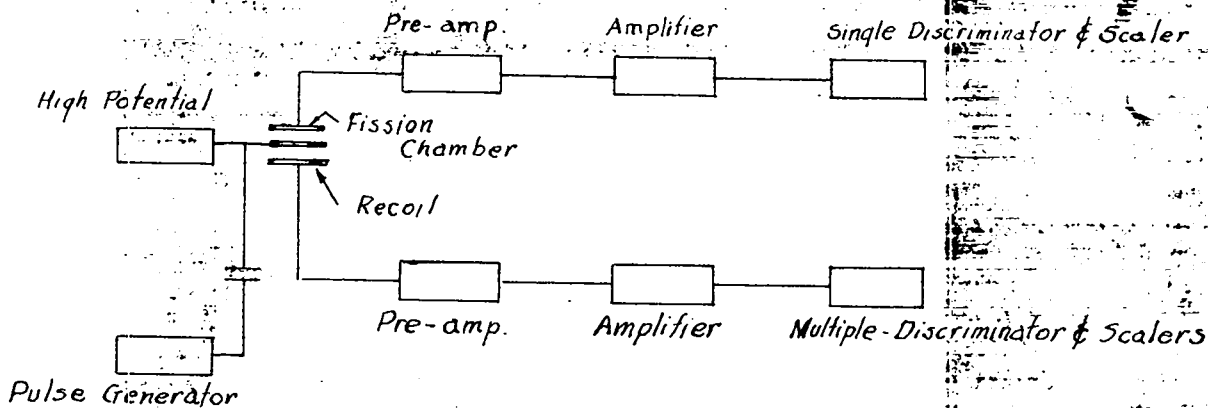 Pre-amp.
Amplifier
Single Discriminator & Scaler
High Potential
Fission
Chamber
Recoil
Pre-amp.
Amplifier
Multiple-Discriminator & Scalers
Pulse Generator